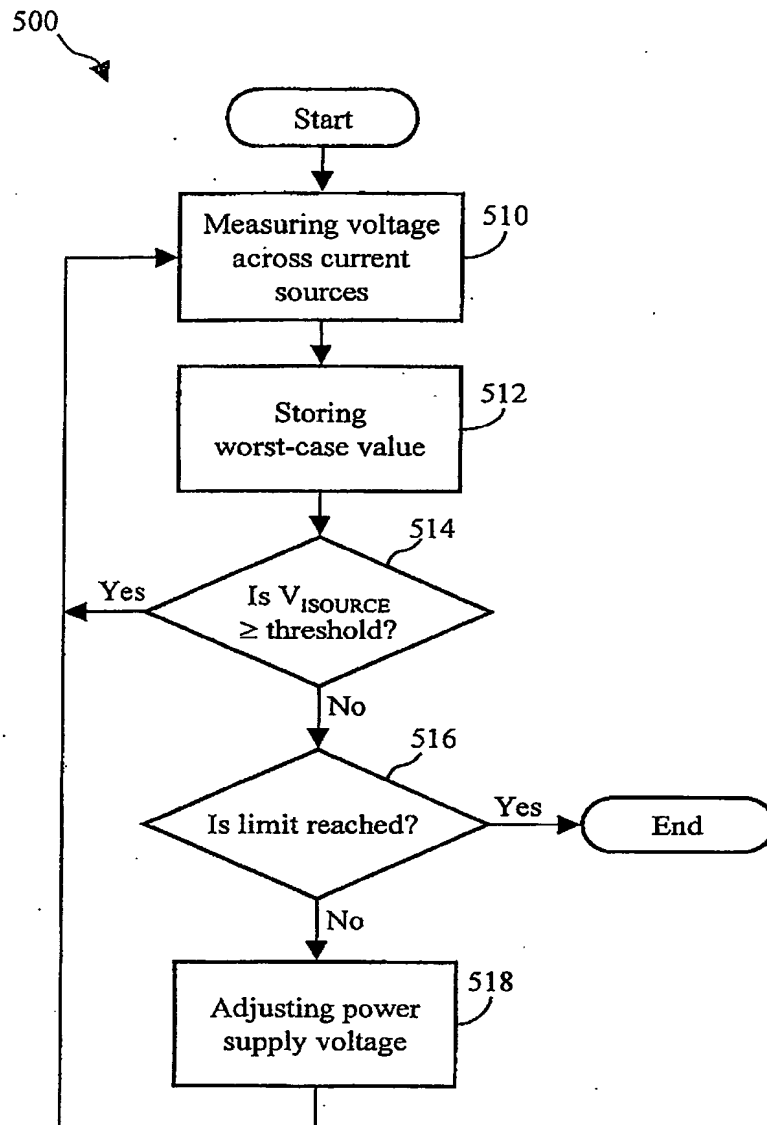 500
Start
Measuring voltage
across current
sources
510
Storing
worst-case value
512
514
Yes
Is VISOURCE
≥ threshold?
No
516
Is limit reached?
Yes
End
No
Adjusting power
supply voltage
518